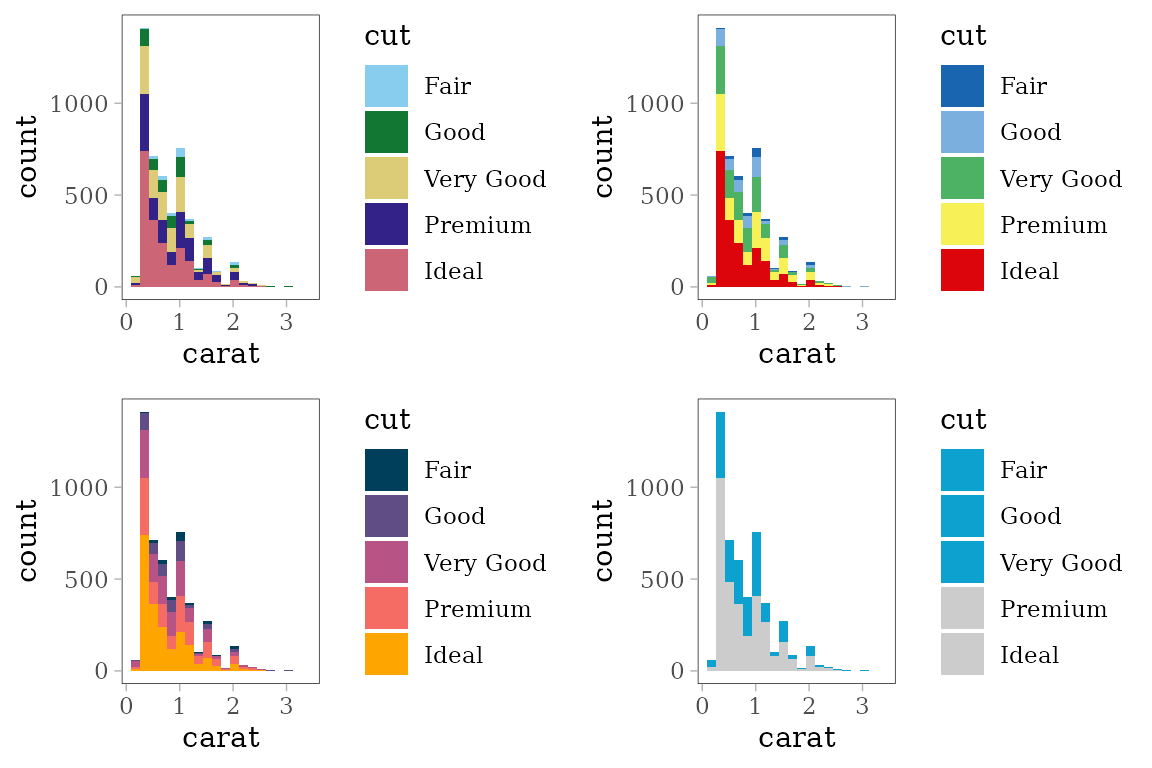 cut
Fair
Good
Very Good
Premium
Ideal
count
1000
500
0
0 1 2 3
carat
cut
Fair
Good
Very Good
Premium
Ideal
count
1000
500
0
0 1 2 3
carat
cut
Fair
Good
Very Good
Premium
Ideal
count
1000
500
0
0 1 2 3
carat
cut
Fair
Good
Very Good
Premium
Ideal
count
1000
500
0
0 1 2 3
carat